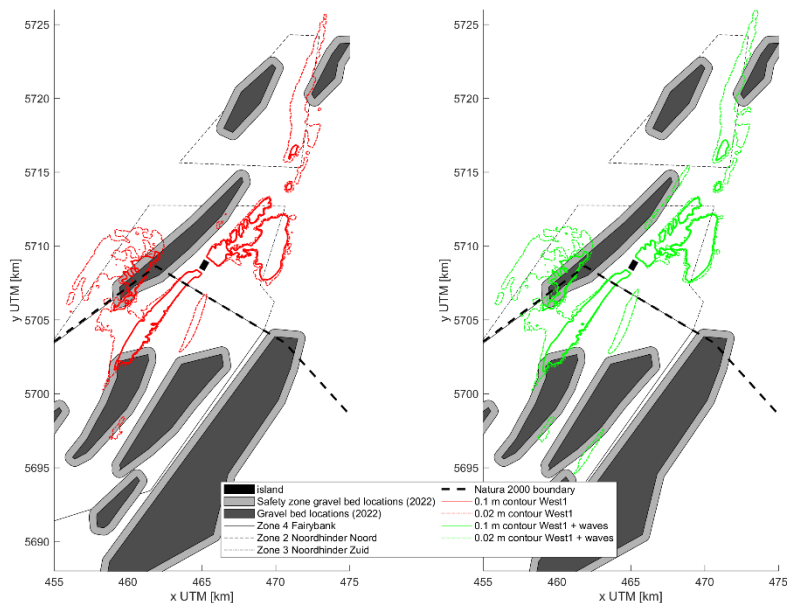 5725
5720
5715
5710
5705
5700
5695
5690
y UTM [km]
455 460 465 470 475
x UTM [km]
5725
5720
5715
5710
5705
5700
5695
5690
y UTM [km]
455 460 465 470 475
x UTM [km]
island
Safety zone gravel bed locations (2022)
Gravel bed locations (2022)
Zone 4 Fairybank
Zone 2 Noordhinder Noord
Zone 3 Noordhinder Zuid
Natura 2000 boundary
0.1 m contour West1
0.02 m contour West1
0.1 m contour West1 + waves
0.02 m contour West1 + waves